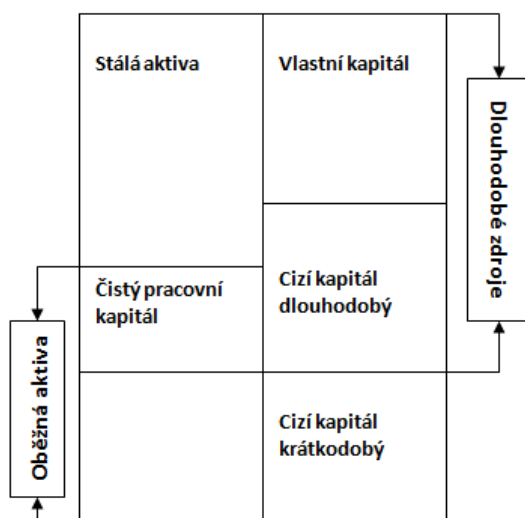 Stálá aktiva
Vlastní kapitál
Dlouhodobé zdroje
Čistý pracovní
kapitál
Cizí kapitál
dlouhodobý
Oběžná aktiva
Cizí kapitál
krátkodobý